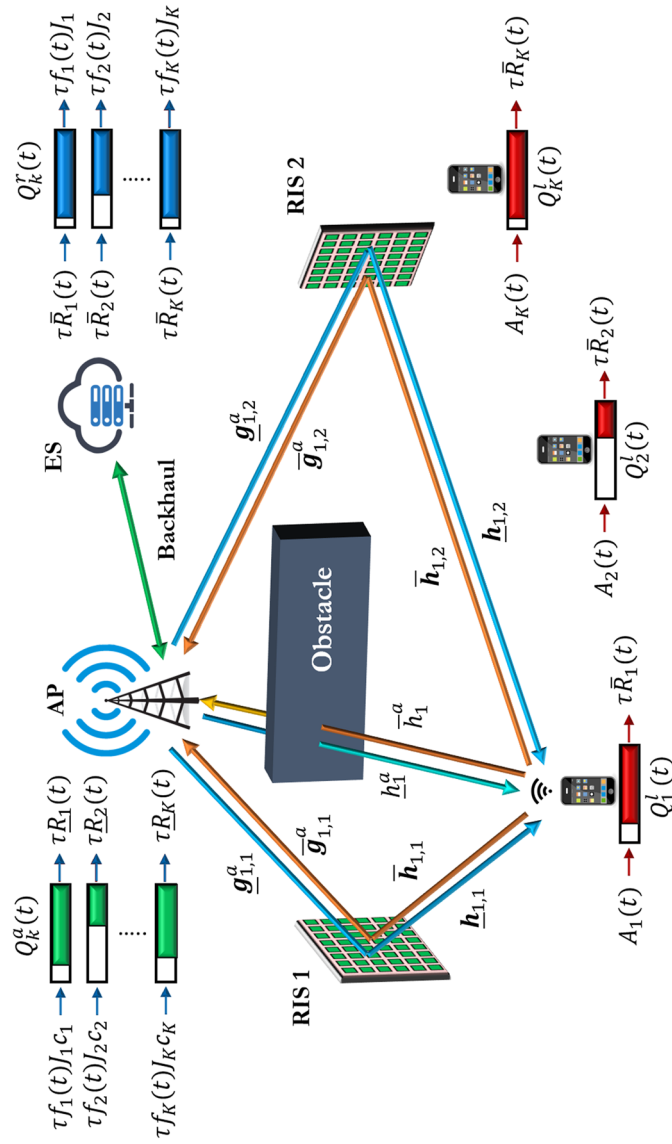 Q_k^a(t)
τf_1(t)J_1c_1 τR̲_1(t)
τf_2(t)J_2c_2 τR̲_2(t)
.....
τf_K(t)J_Kc_K τR̲_K(t)
AP
ES
Backhaul
Q_k^r(t)
τR̄_1(t) τf_1(t)J_1
τR̄_2(t) τf_2(t)J_2
.....
τR̄_K(t) τf_K(t)J_K
RIS 1
g̲_{1,1}^a
ḡ_{1,1}^a
Obstacle
g̲_{1,2}^a
ḡ_{1,2}^a
RIS 2
h̄_{1,1}
h̲_{1,1}
h̲_1^a
h̄_1^a
h̄_{1,2}
h̲_{1,2}
A_1(t) τR̄_1(t)
Q_1^l(t)
A_2(t) τR̄_2(t)
Q_2^l(t)
A_K(t) τR̄_K(t)
Q_K^l(t)